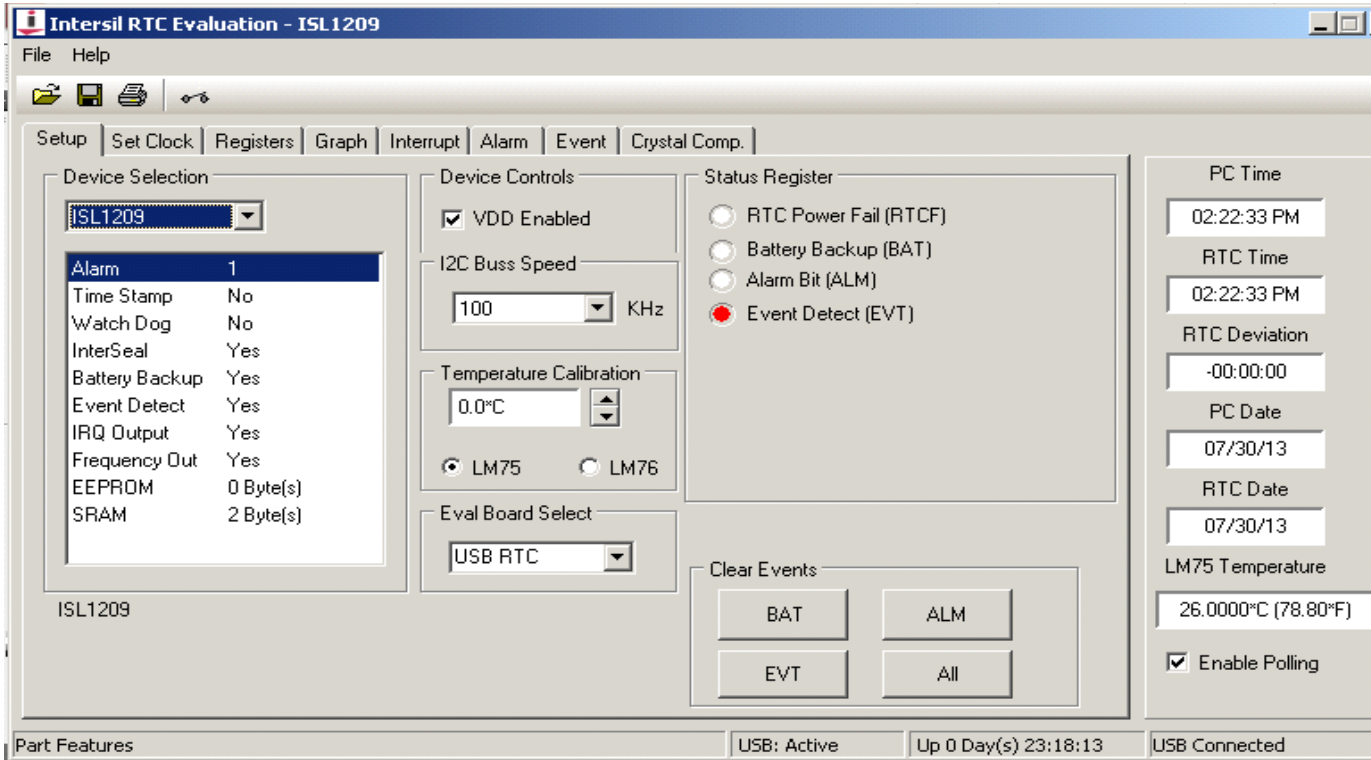 Intersil RTC Evaluation - ISL1209
File Help
Setup Set Clock Registers Graph Interrupt Alarm Event Crystal Comp.
Device Selection
ISL1209
Alarm 1
Time Stamp No
Watch Dog No
InterSeal Yes
Battery Backup Yes
Event Detect Yes
IRQ Output Yes
Frequency Out Yes
EEPROM 0 Byte(s)
SRAM 2 Byte(s)
ISL1209
Device Controls
VDD Enabled
I2C Buss Speed
100 KHz
Temperature Calibration
0.0*C
LM75 LM76
Eval Board Select
USB RTC
Status Register
RTC Power Fail (RTCF)
Battery Backup (BAT)
Alarm Bit (ALM)
Event Detect (EVT)
Clear Events
BAT ALM
EVT All
PC Time
02:22:33 PM
RTC Time
02:22:33 PM
RTC Deviation
-00:00:00
PC Date
07/30/13
RTC Date
07/30/13
LM75 Temperature
26.0000*C (78.80*F)
Enable Polling
Part Features USB: Active Up 0 Day(s) 23:18:13 USB Connected